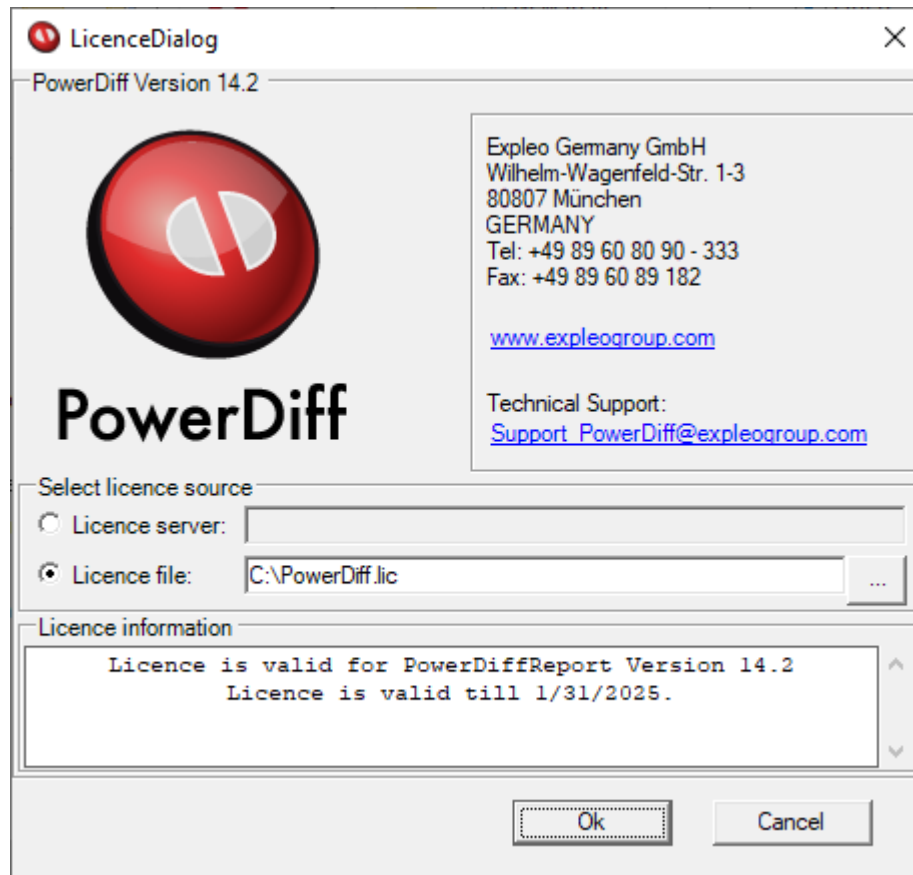 LicenceDialog
PowerDiff Version 14.2
Expleo Germany GmbH
Wilhelm-Wagenfeld-Str. 1-3
80807 München
GERMANY
Tel: +49 89 60 80 90 - 333
Fax: +49 89 60 89 182
www.expleogroup.com
Technical Support:
Support_PowerDiff@expleogroup.com
PowerDiff
Select licence source
Licence server:
Licence file: C:\PowerDiff.lic ...
Licence information
Licence is valid for PowerDiffReport Version 14.2
Licence is valid till 1/31/2025.
Ok Cancel